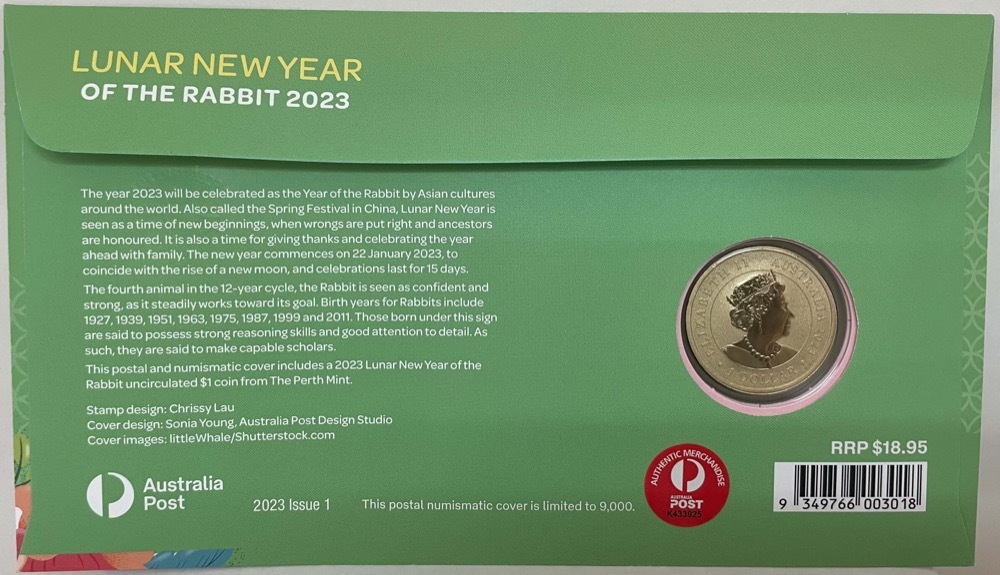 LUNAR NEW YEAR
OF THE RABBIT 2023
The year 2023 will be celebrated as the Year of the Rabbit by Asian cultures
around the world. Also called the Spring Festival in China, Lunar New Year is
seen as a time of new beginnings, when wrongs are put right and ancestors
are honoured. It is also a time for giving thanks and celebrating the year
ahead with family. The new year commences on 22 January 2023, to
coincide with the rise of a new moon, and celebrations last for 15 days.
The fourth animal in the 12-year cycle, the Rabbit is seen as confident and
strong, as it steadily works toward its goal. Birth years for Rabbits include
1927, 1939, 1951, 1963, 1975, 1987, 1999 and 2011. Those born under this sign
are said to possess strong reasoning skills and good attention to detail. As
such, they are said to make capable scholars.
This postal and numismatic cover includes a 2023 Lunar New Year of the
Rabbit uncirculated $1 coin from The Perth Mint.
Stamp design: Chrissy Lau
Cover design: Sonia Young, Australia Post Design Studio
Cover images: littleWhale/Shutterstock.com
ELIZABETH II AUSTRALIA
1 DOLLAR
Australia
Post
2023 Issue 1
This postal numismatic cover is limited to 9,000.
AUTHENTIC MERCHANDISE
AUSTRALIA
POST
K433025
RRP $18.95
9 349766 003018